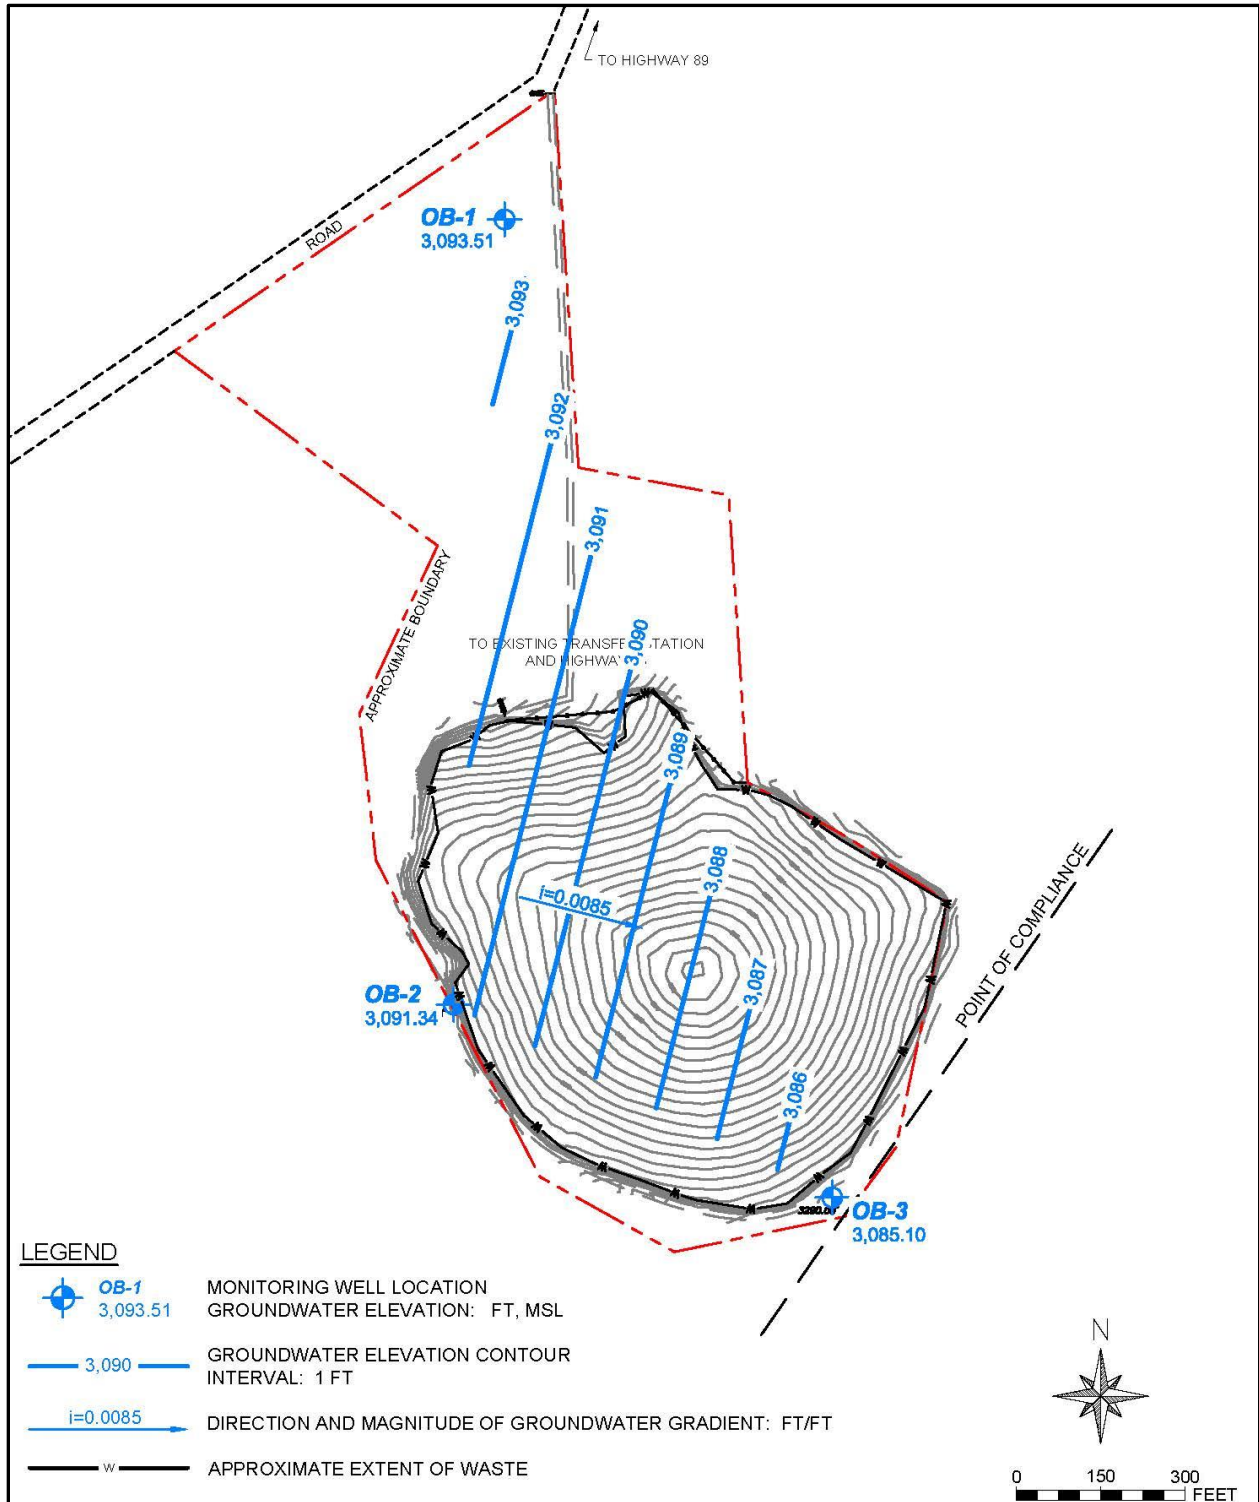 TO HIGHWAY 89
ROAD
OB-1
3,093.51
3,093
3,092
3,091
APPROXIMATE BOUNDARY
TO EXISTING
AND HIGHWAY
3,090
3,089
3,088
i=0.0085
POINT OF COMPLIANCE
3,087
OB-2
3,091.34
3,086
OB-3
3,085.10
LEGEND
OB-1
3,093.51
MONITORING WELL LOCATION
GROUNDWATER ELEVATION: FT, MSL
3,090
GROUNDWATER ELEVATION CONTOUR
INTERVAL: 1 FT
i=0.0085
DIRECTION AND MAGNITUDE OF GROUNDWATER GRADIENT: FT/FT
W
APPROXIMATE EXTENT OF WASTE
N
0 150 300
FEET